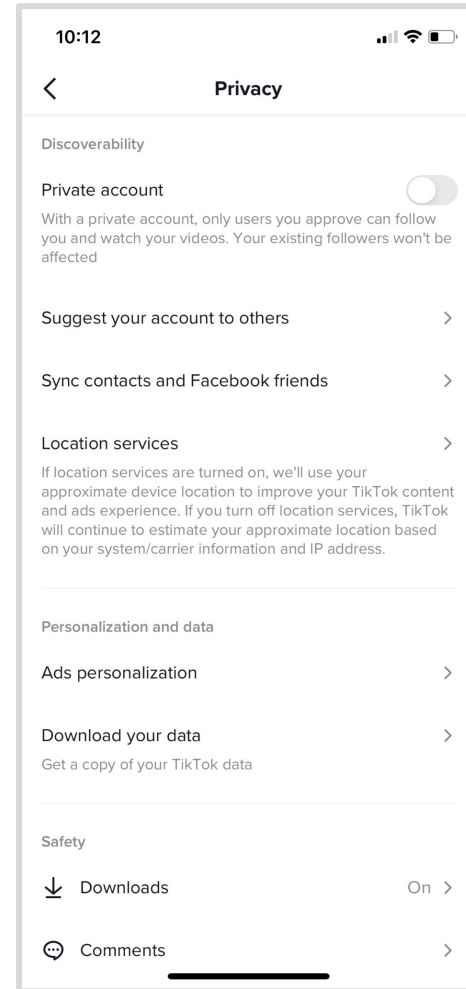 10:12
Privacy
Discoverability
Private account
With a private account, only users you approve can follow
you and watch your videos. Your existing followers won't be
affected
Suggest your account to others
Sync contacts and Facebook friends
Location services
If location services are turned on, we'll use your
approximate device location to improve your TikTok content
and ads experience. If you turn off location services, TikTok
will continue to estimate your approximate location based
on your system/carrier information and IP address.
Personalization and data
Ads personalization
Download your data
Get a copy of your TikTok data
Safety
Downloads On
Comments